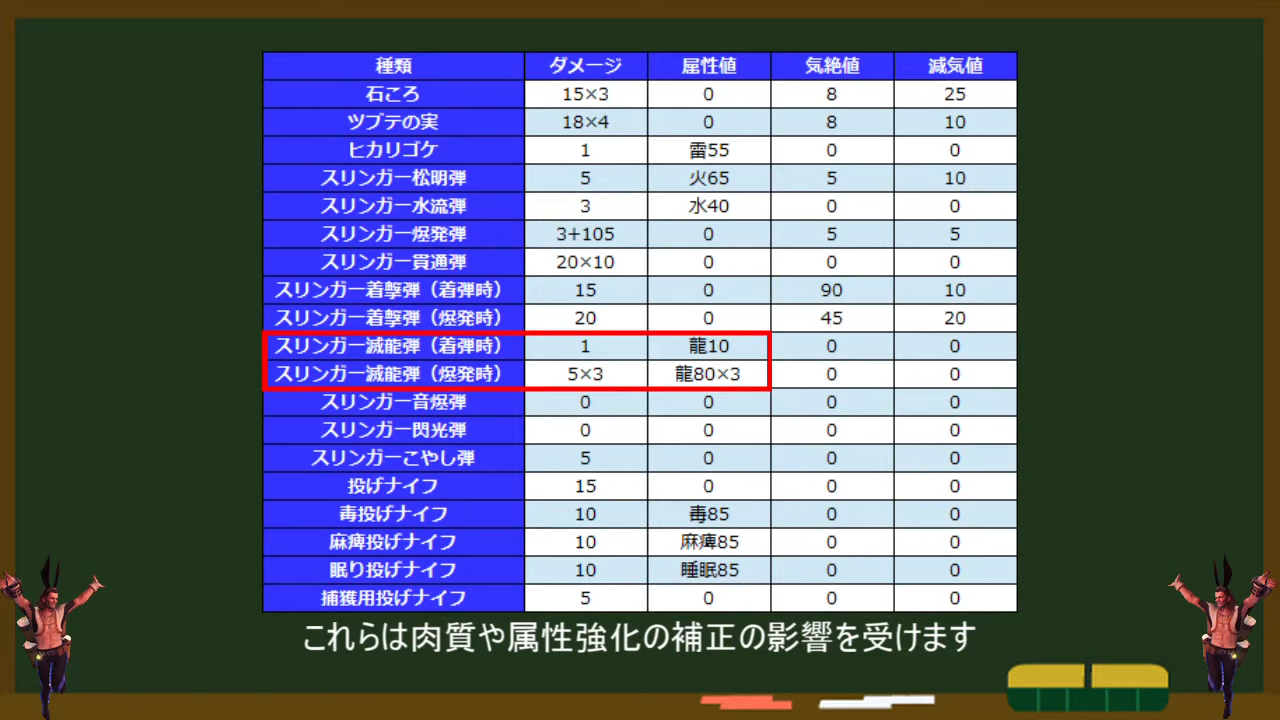 種類 ダメージ 属性値 気絶値 減気値
石ころ 15×3 0 8 25
ツブテの実 18×4 0 8 10
ヒカリゴケ 1 雷55 0 0
スリンガー松明弾 5 火65 5 10
スリンガー水流弾 3 水40 0 0
スリンガー爆発弾 3+105 0 5 5
スリンガー貫通弾 20×10 0 0 0
スリンガー着撃弾（着弾時） 15 0 90 10
スリンガー着撃弾（爆発時） 20 0 45 20
スリンガー滅龍弾（着弾時） 1 龍10 0 0
スリンガー滅龍弾（爆発時） 5×3 龍80×3 0 0
スリンガー音爆弾 0 0 0 0
スリンガー閃光弾 0 0 0 0
スリンガーこやし弾 5 0 0 0
投げナイフ 15 0 0 0
毒投げナイフ 10 毒85 0 0
麻痺投げナイフ 10 麻痺85 0 0
眠り投げナイフ 10 睡眠85 0 0
捕獲用投げナイフ 5 0 0 0
これらは肉質や属性強化の補正の影響を受けます